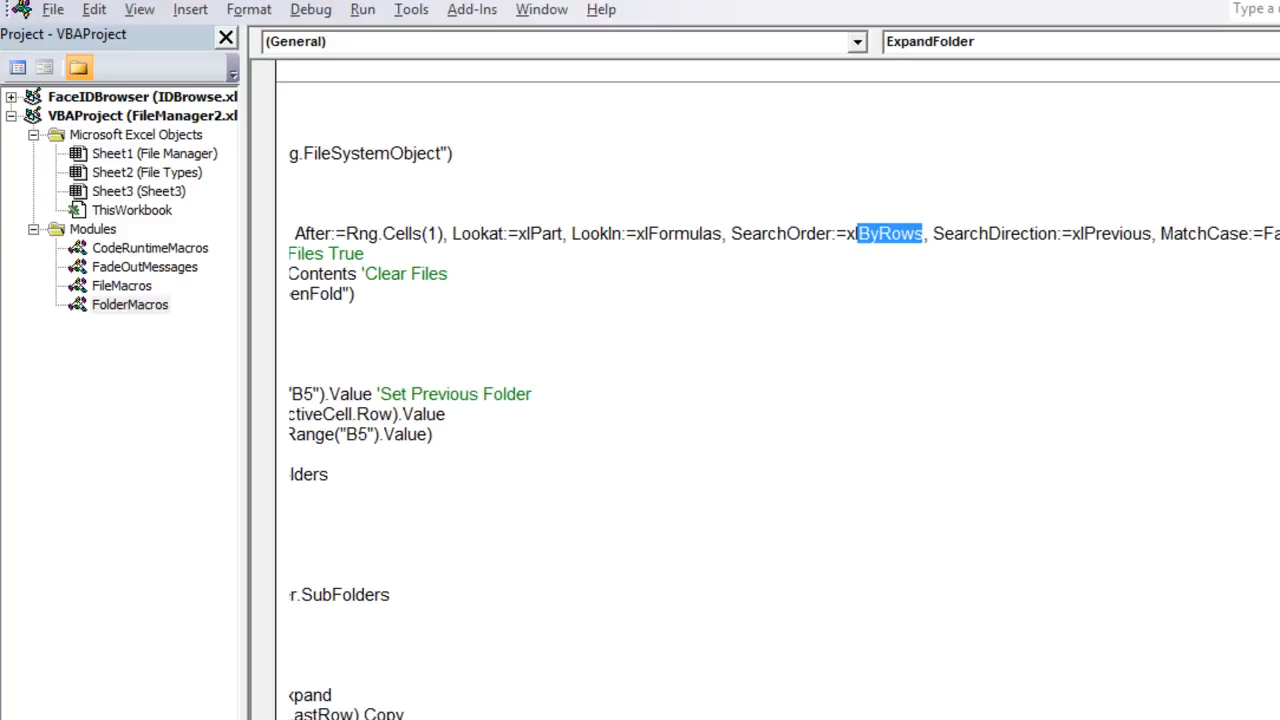 File Edit View Insert Format Debug Run Tools Add-Ins Window Help Type a
Project - VBAProject
(General) ExpandFolder
FaceIDBrowser (IDBrowse.xl
VBAProject (FileManager2.xl
Microsoft Excel Objects
Sheet1 (File Manager)
Sheet2 (File Types)
Sheet3 (Sheet3)
ThisWorkbook
Modules
CodeRuntimeMacros
FadeOutMessages
FileMacros
FolderMacros
g.FileSystemObject")
After:=Rng.Cells(1), Lookat:=xlPart, LookIn:=xlFormulas, SearchOrder:=xlByRows, SearchDirection:=xlPrevious, MatchCase:=Fa
Files True
Contents 'Clear Files
enFold")
"B5").Value 'Set Previous Folder
ctiveCell.Row).Value
Range("B5").Value)
lders
r.SubFolders
xpand
LastRow).Copy